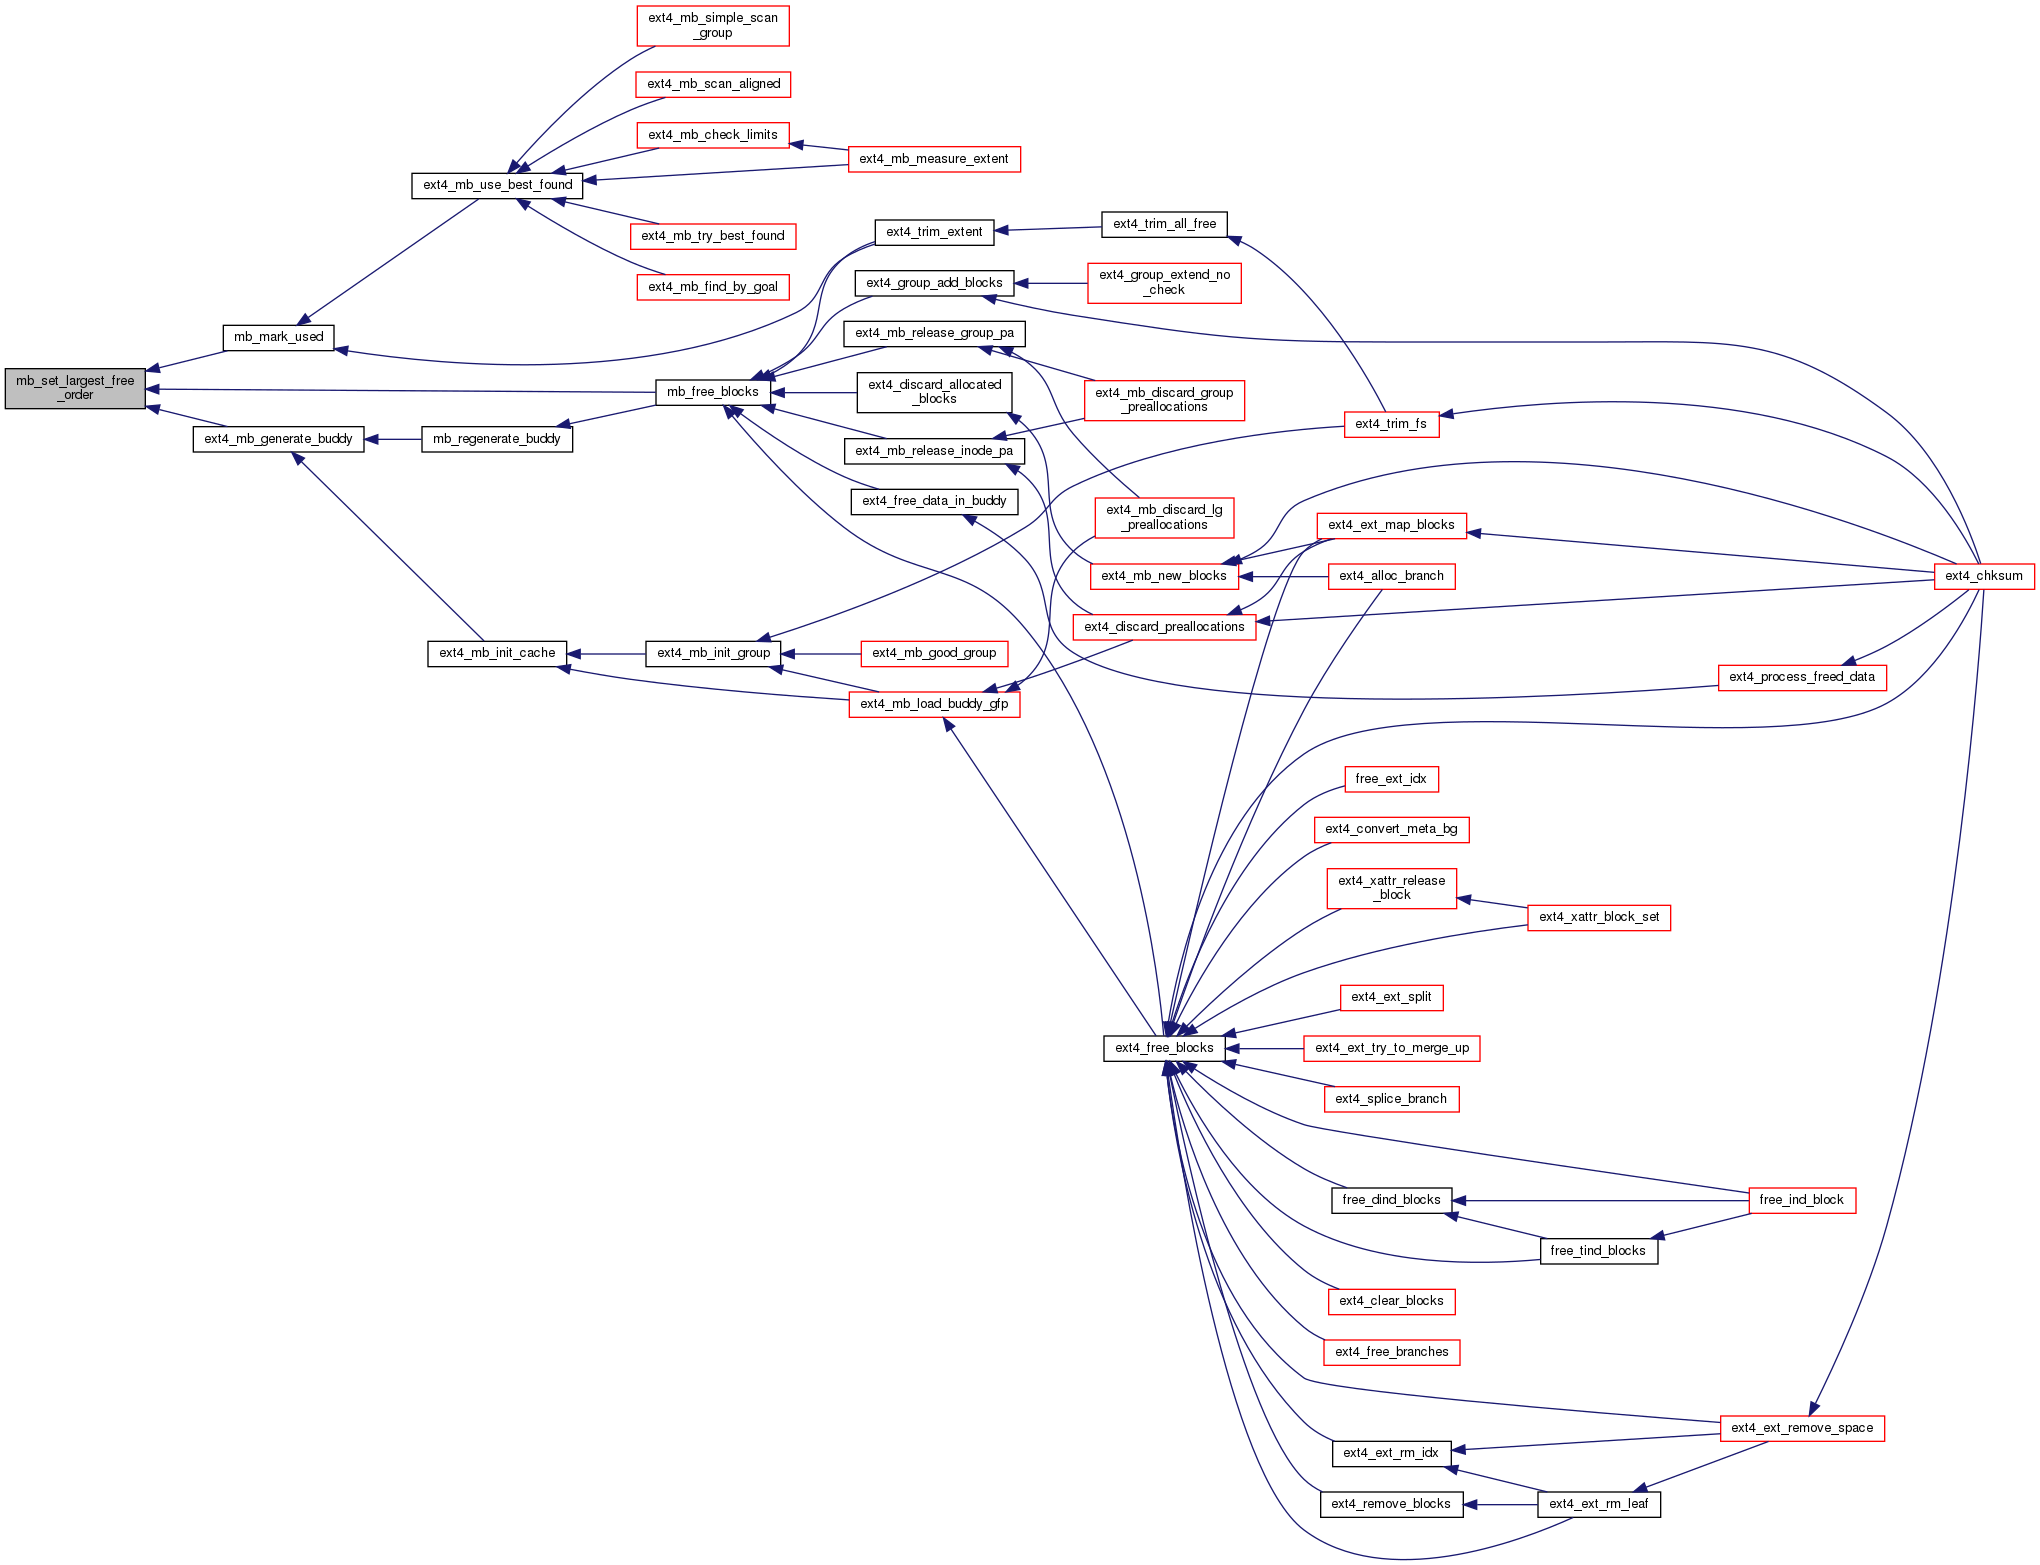 ext4_mb_simple_scan
_group
ext4_mb_scan_aligned
ext4_mb_check_limits
ext4_mb_measure_extent
ext4_mb_use_best_found
ext4_mb_try_best_found
ext4_mb_find_by_goal
ext4_trim_extent
ext4_trim_all_free
ext4_group_add_blocks
ext4_group_extend_no
_check
mb_mark_used
ext4_mb_release_group_pa
mb_set_largest_free
_order
mb_free_blocks
ext4_discard_allocated
_blocks
ext4_mb_discard_group
_preallocations
ext4_trim_fs
ext4_mb_generate_buddy
mb_regenerate_buddy
ext4_mb_release_inode_pa
ext4_free_data_in_buddy
ext4_mb_discard_lg
_preallocations
ext4_ext_map_blocks
ext4_mb_new_blocks
ext4_alloc_branch
ext4_chksum
ext4_discard_preallocations
ext4_mb_init_cache
ext4_mb_init_group
ext4_mb_good_group
ext4_process_freed_data
ext4_mb_load_buddy_gfp
free_ext_idx
ext4_convert_meta_bg
ext4_xattr_release
_block
ext4_xattr_block_set
ext4_ext_split
ext4_free_blocks
ext4_ext_try_to_merge_up
ext4_splice_branch
free_dind_blocks
free_ind_block
free_tind_blocks
ext4_clear_blocks
ext4_free_branches
ext4_ext_remove_space
ext4_ext_rm_idx
ext4_remove_blocks
ext4_ext_rm_leaf